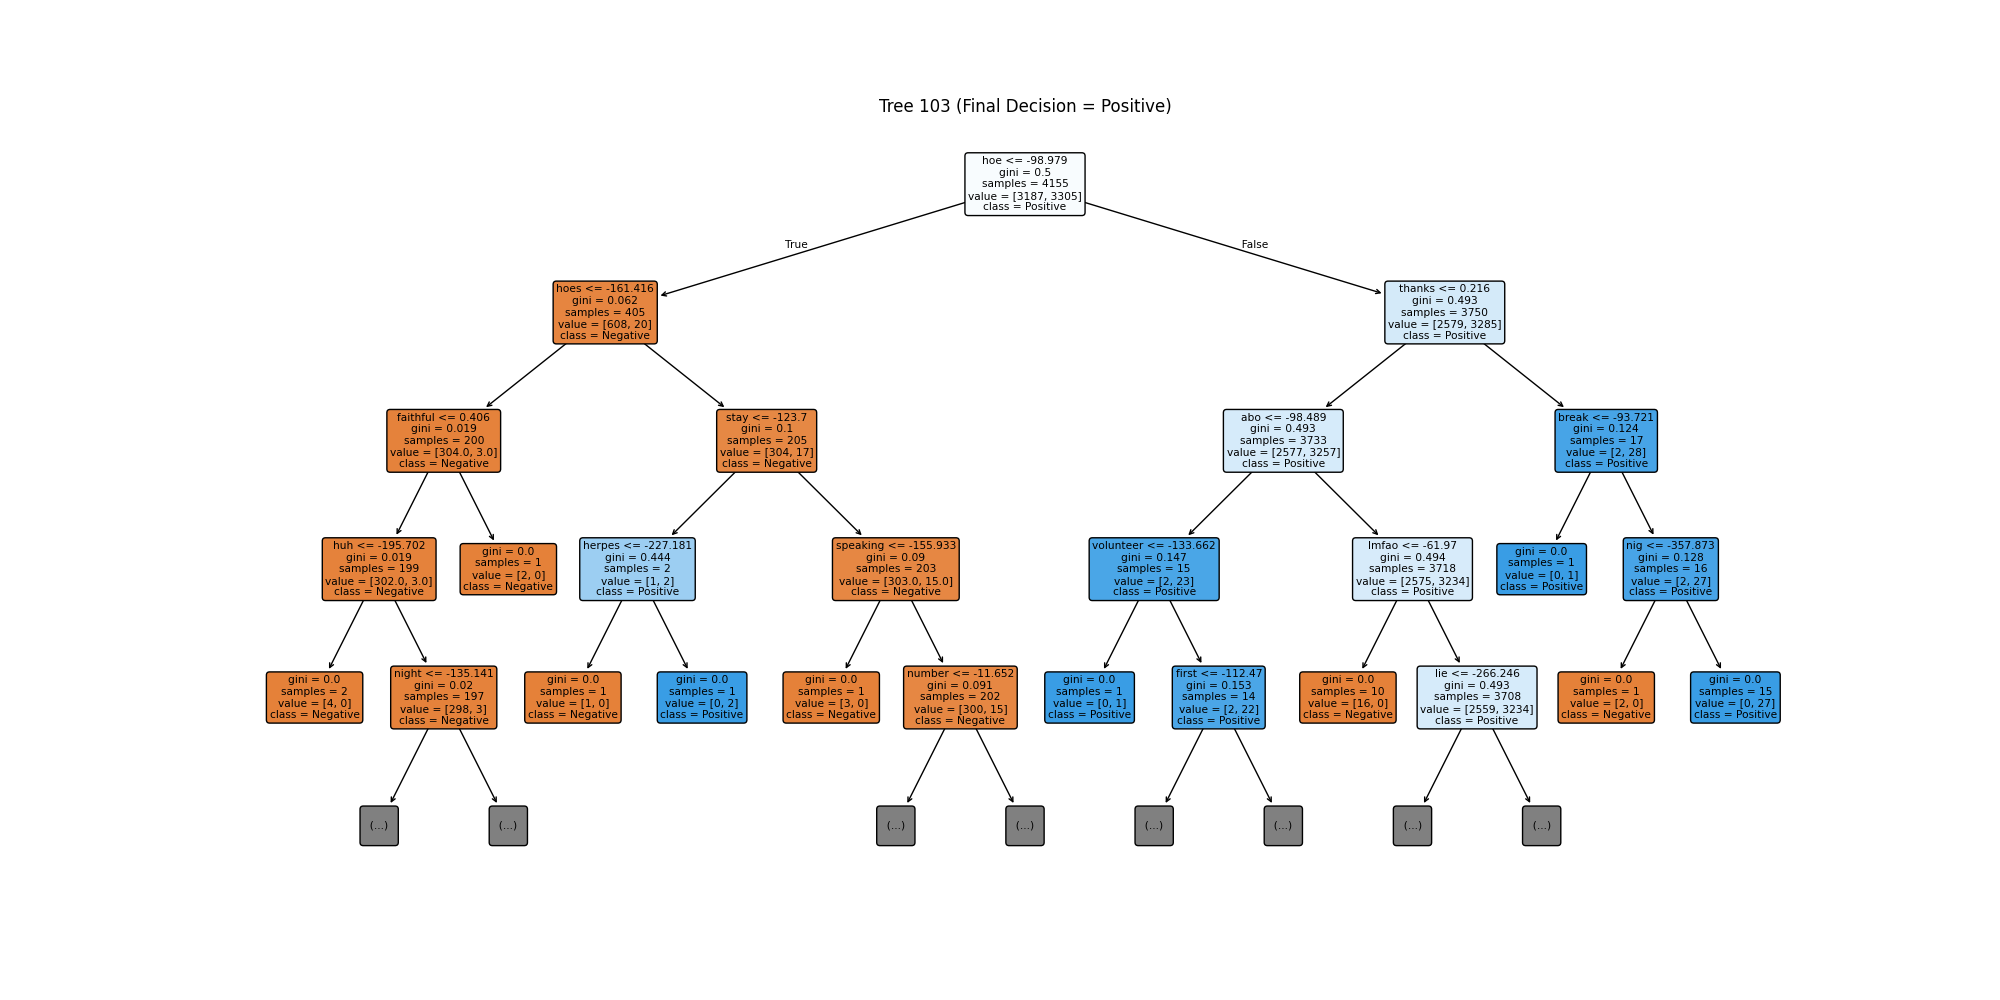 Tree 103 (Final Decision = Positive)
hoe <= -98.979
gini = 0.5
samples = 4155
value = [3187, 3305]
class = Positive
True
False
hoes <= -161.416
gini = 0.062
samples = 405
value = [608, 20]
class = Negative
thanks <= 0.216
gini = 0.493
samples = 3750
value = [2579, 3285]
class = Positive
faithful <= 0.406
gini = 0.019
samples = 200
value = [304.0, 3.0]
class = Negative
stay <= -123.7
gini = 0.1
samples = 205
value = [304, 17]
class = Negative
abo <= -98.489
gini = 0.493
samples = 3733
value = [2577, 3257]
class = Positive
break <= -93.721
gini = 0.124
samples = 17
value = [2, 28]
class = Positive
huh <= -195.702
gini = 0.019
samples = 199
value = [302.0, 3.0]
class = Negative
gini = 0.0
samples = 1
value = [2, 0]
class = Negative
herpes <= -227.181
gini = 0.444
samples = 2
value = [1, 2]
class = Positive
speaking <= -155.933
gini = 0.09
samples = 203
value = [303.0, 15.0]
class = Negative
volunteer <= -133.662
gini = 0.147
samples = 15
value = [2, 23]
class = Positive
lmfao <= -61.97
gini = 0.494
samples = 3718
value = [2575, 3234]
class = Positive
gini = 0.0
samples = 1
value = [0, 1]
class = Positive
nig <= -357.873
gini = 0.128
samples = 16
value = [2, 27]
class = Positive
gini = 0.0
samples = 2
value = [4, 0]
class = Negative
night <= -135.141
gini = 0.02
samples = 197
value = [298, 3]
class = Negative
gini = 0.0
samples = 1
value = [1, 0]
class = Negative
gini = 0.0
samples = 1
value = [0, 2]
class = Positive
gini = 0.0
samples = 1
value = [3, 0]
class = Negative
number <= -11.652
gini = 0.091
samples = 202
value = [300, 15]
class = Negative
gini = 0.0
samples = 1
value = [0, 1]
class = Positive
first <= -112.47
gini = 0.153
samples = 14
value = [2, 22]
class = Positive
gini = 0.0
samples = 10
value = [16, 0]
class = Negative
lie <= -266.246
gini = 0.493
samples = 3708
value = [2559, 3234]
class = Positive
gini = 0.0
samples = 1
value = [2, 0]
class = Negative
gini = 0.0
samples = 15
value = [0, 27]
class = Positive
(...)
(...)
(...)
(...)
(...)
(...)
(...)
(...)